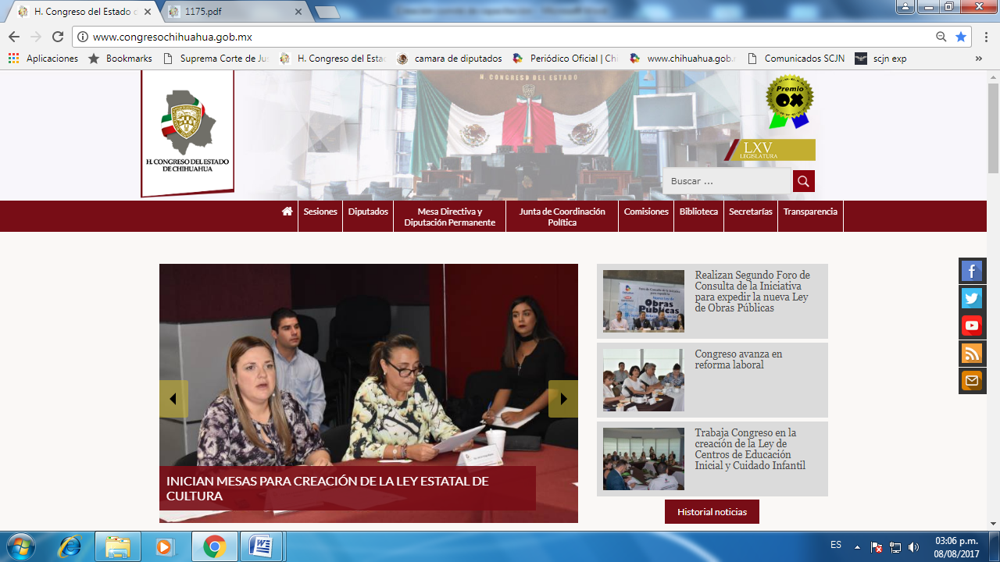 H. Congreso del Estado d
1175.pdf
www.congresochihuahua.gob.mx
Aplicaciones
Bookmarks
Suprema Corte de Ju
H. Congreso del Esta
camara de diputados
Periódico Oficial | Ch
www.chihuahua.gob.
Comunicados SCJN
scjn exp
»
H. CONGRESO DEL ESTADO
Premio
OX
H. CONGRESO DEL ESTADO
DE CHIHUAHUA
LXV
LEGISLATURA
Buscar ...
Sesiones
Diputados
Mesa Directiva y
Diputación Permanente
Junta de Coordinación
Política
Comisiones
Biblioteca
Secretarías
Transparencia
INICIAN MESAS PARA CREACIÓN DE LA LEY ESTATAL DE
CULTURA
Obras
Públicas
Realizan Segundo Foro de
Consulta de la Iniciativa
para expedir la nueva Ley
de Obras Públicas
Congreso avanza en
reforma laboral
Trabaja Congreso en la
creación de la Ley de
Centros de Educación
Inicial y Cuidado Infantil
Historial noticias
ES
03:06 p.m.
08/08/2017